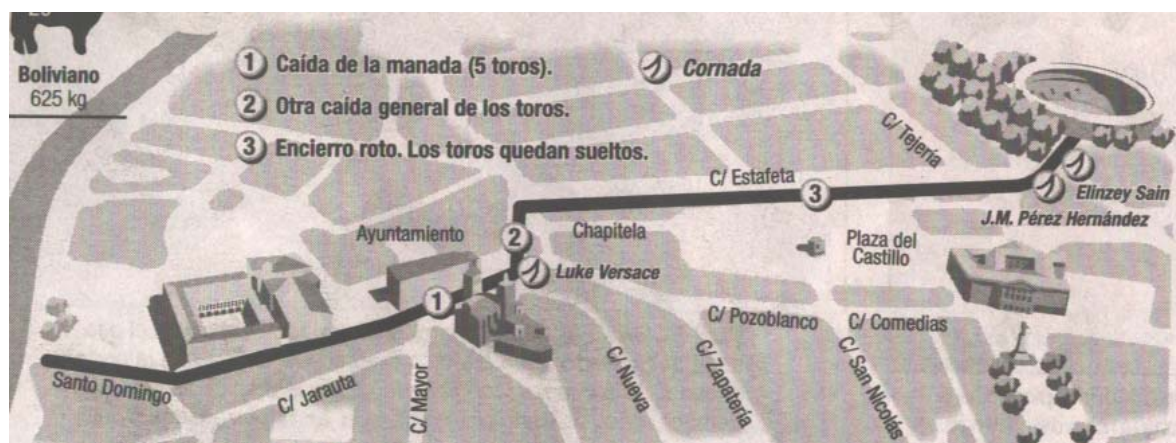 Boliviano
625 kg
1 Caída de la manada (5 toros).
Cornada
2 Otra caída general de los toros.
3 Encierro roto. Los toros quedan sueltos.
C/ Tejería
C/ Estafeta
3
Elinzey Sain
J.M. Pérez Hernández
Ayuntamiento
2
Chapitela
Plaza del
Castillo
Luke Versace
1
C/ Pozoblanco
C/ Comedias
Santo Domingo
C/ Jarauta
C/ Mayor
C/ Nueva
C/ Zapatería
C/ San Nicolás